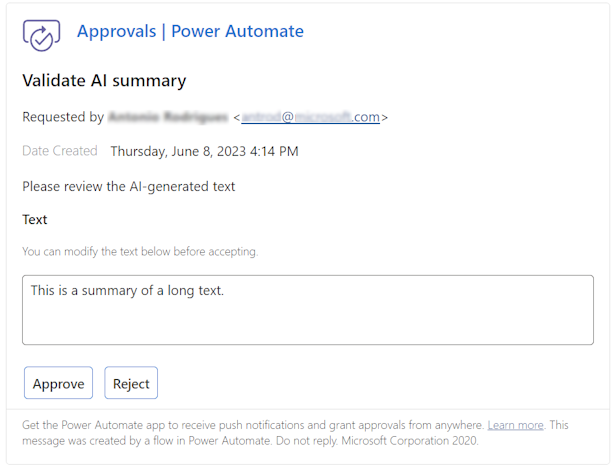 Approvals | Power Automate
Validate AI summary
Requested by < .com>
Date Created Thursday, June 8, 2023 4:14 PM
Please review the AI-generated text
Text
You can modify the text below before accepting.
This is a summary of a long text.
Approve Reject
Get the Power Automate app to receive push notifications and grant approvals from anywhere. Learn more. This
message was created by a flow in Power Automate. Do not reply. Microsoft Corporation 2020.